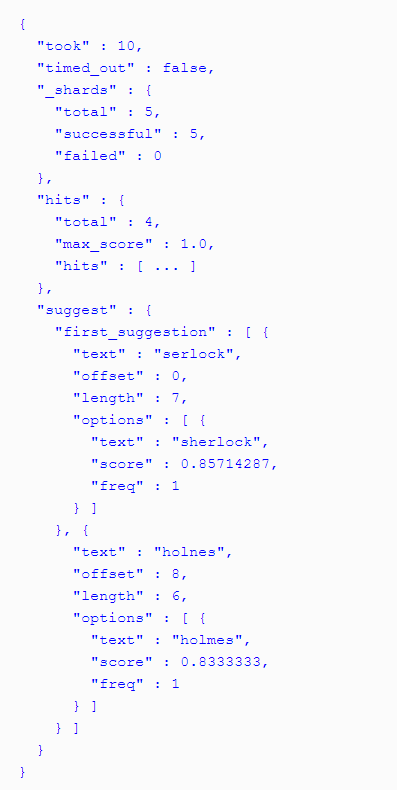 {
  "took" : 10,
  "timed_out" : false,
  "_shards" : {
    "total" : 5,
    "successful" : 5,
    "failed" : 0
  },
  "hits" : {
    "total" : 4,
    "max_score" : 1.0,
    "hits" : [ ... ]
  },
  "suggest" : {
    "first_suggestion" : [ {
      "text" : "serlock",
      "offset" : 0,
      "length" : 7,
      "options" : [ {
        "text" : "sherlock",
        "score" : 0.85714287,
        "freq" : 1
      } ]
    }, {
      "text" : "holnes",
      "offset" : 8,
      "length" : 6,
      "options" : [ {
        "text" : "holmes",
        "score" : 0.8333333,
        "freq" : 1
      } ]
    } ]
  }
}